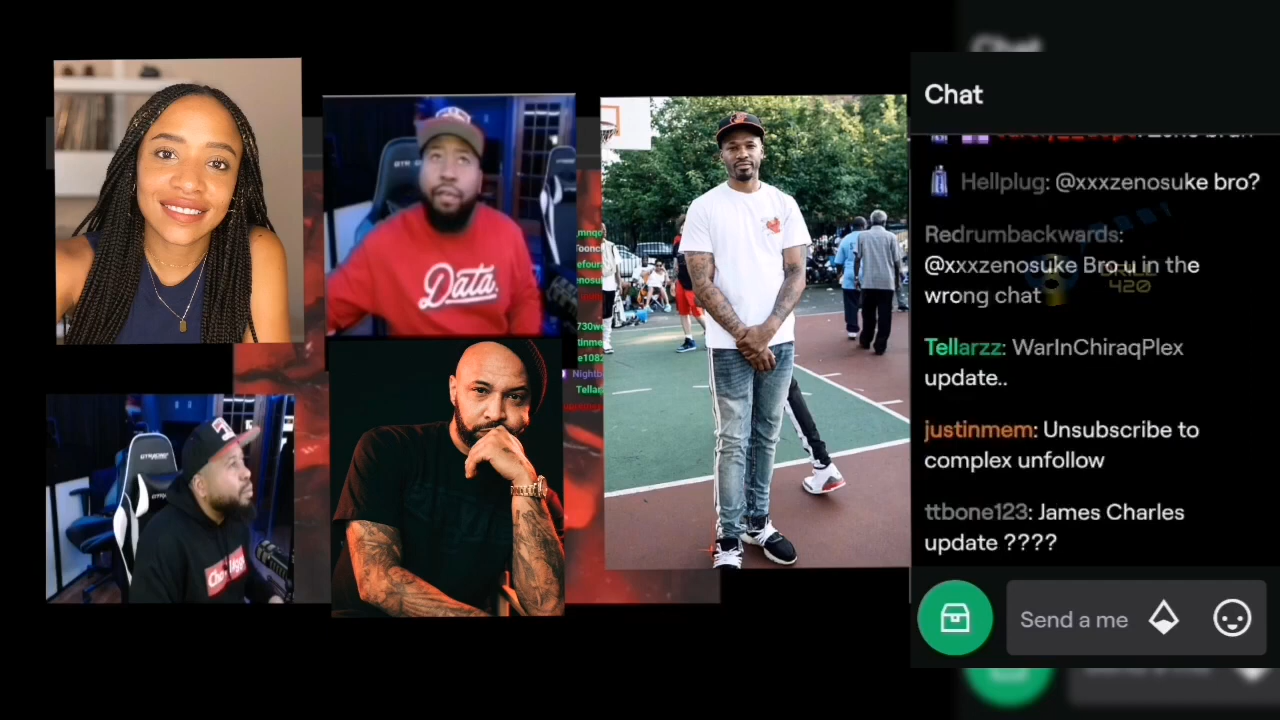 Chat
Hellplug: @xxxzenosuke bro?
Redrumbackwards:
@xxxzenosuke Bro u in the
wrong chat
420
Tellarzz: WarInChiraqPlex
update..
justinmem: Unsubscribe to
complex unfollow
ttbone123: James Charles
update ????
Send a me
Data